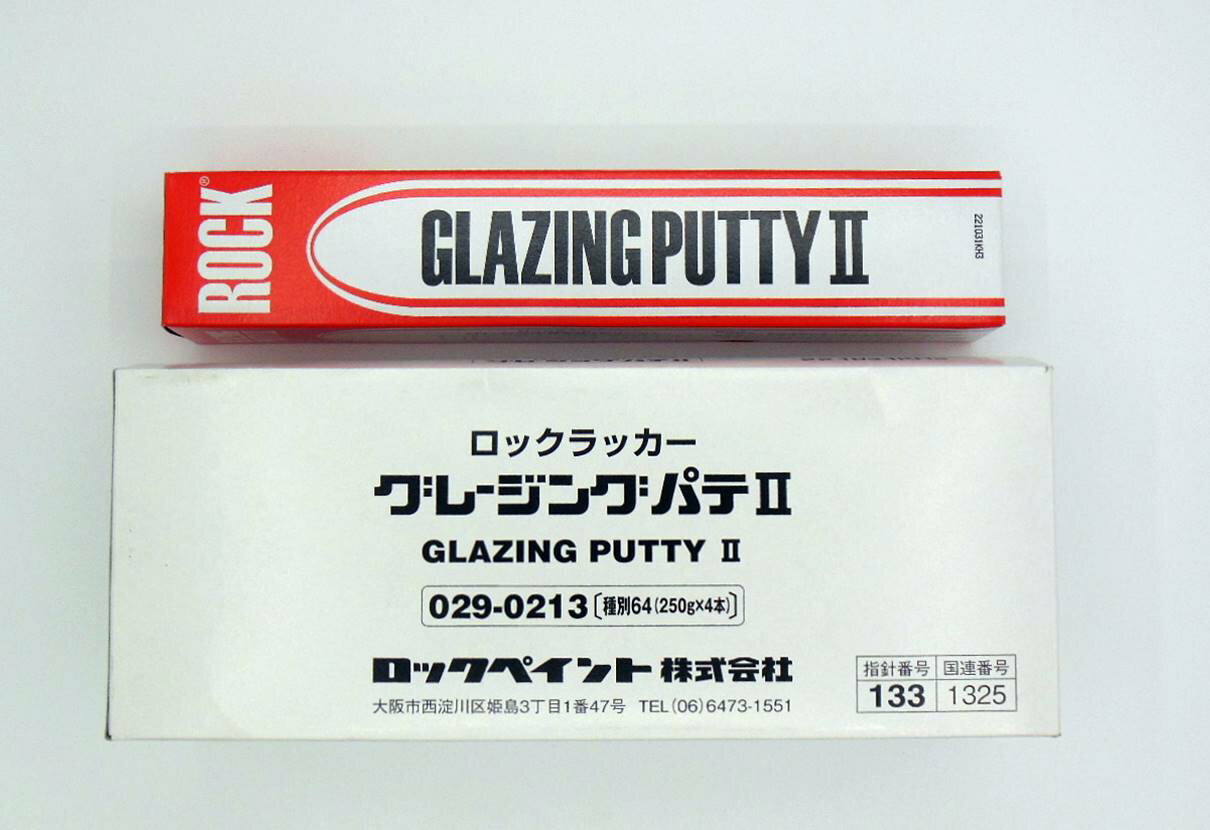 ROCK®
GLAZING PUTTY II
221031KH3
ロックラッカー
グレージングパテII
GLAZING PUTTY II
029-0213〔種別64(250g×4本)〕
ロックペイント株式会社
大阪市西淀川区姫島3丁目1番47号 TEL(06)6473-1551
指針番号 国連番号
133 1325